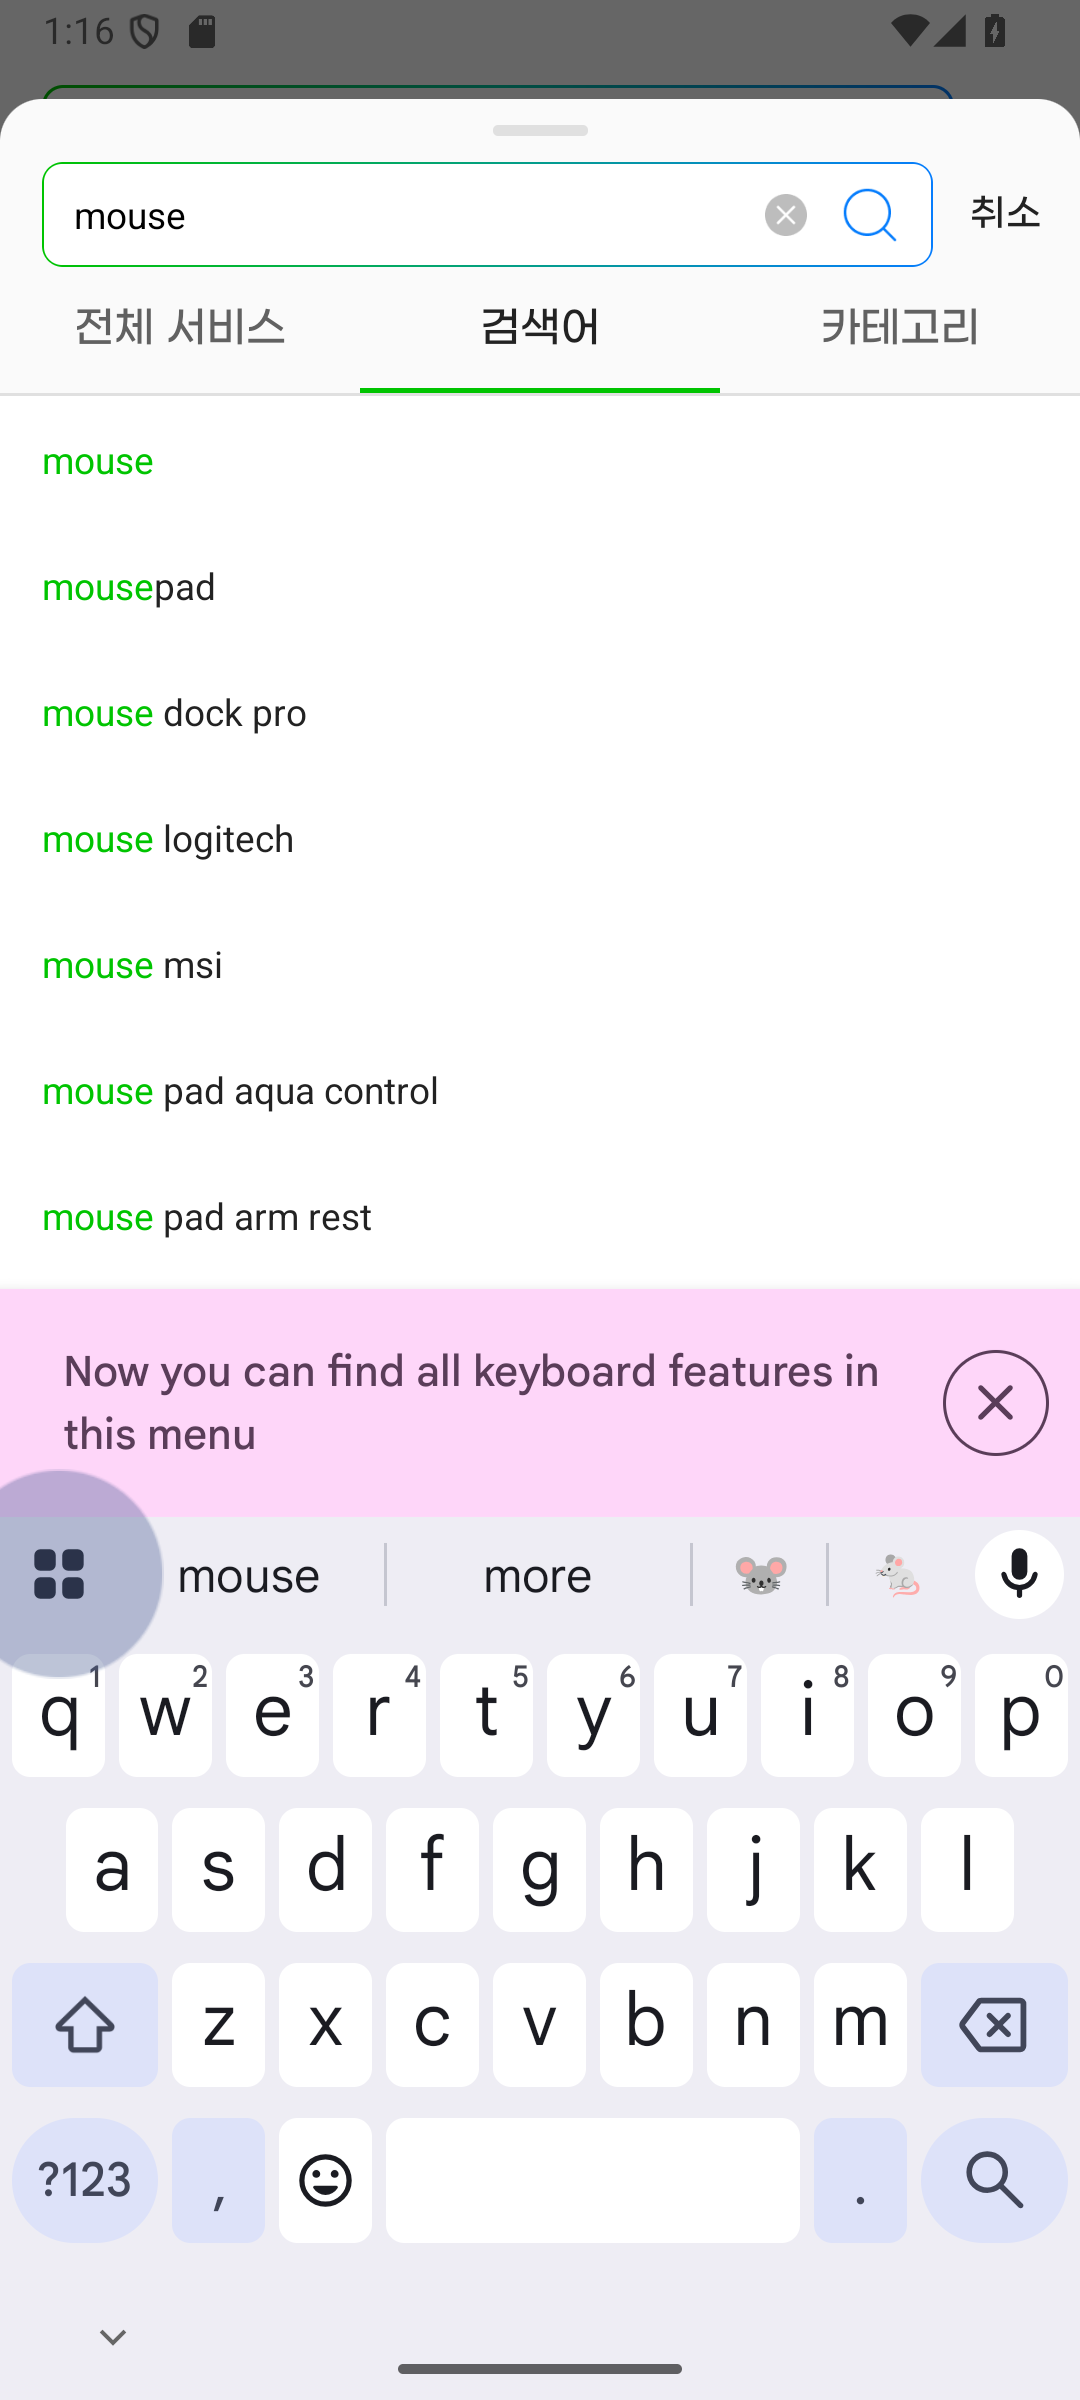 1:16
mouse
취소
전체 서비스 검색어 카테고리
mouse
mousepad
mouse dock pro
mouse logitech
mouse msi
mouse pad aqua control
mouse pad arm rest
Now you can find all keyboard features in
this menu
mouse more
q1 w2 e3 r4 t5 y6 u7 i8 o9 p0
a s d f g h j k l
z x c v b n m
?123 , .